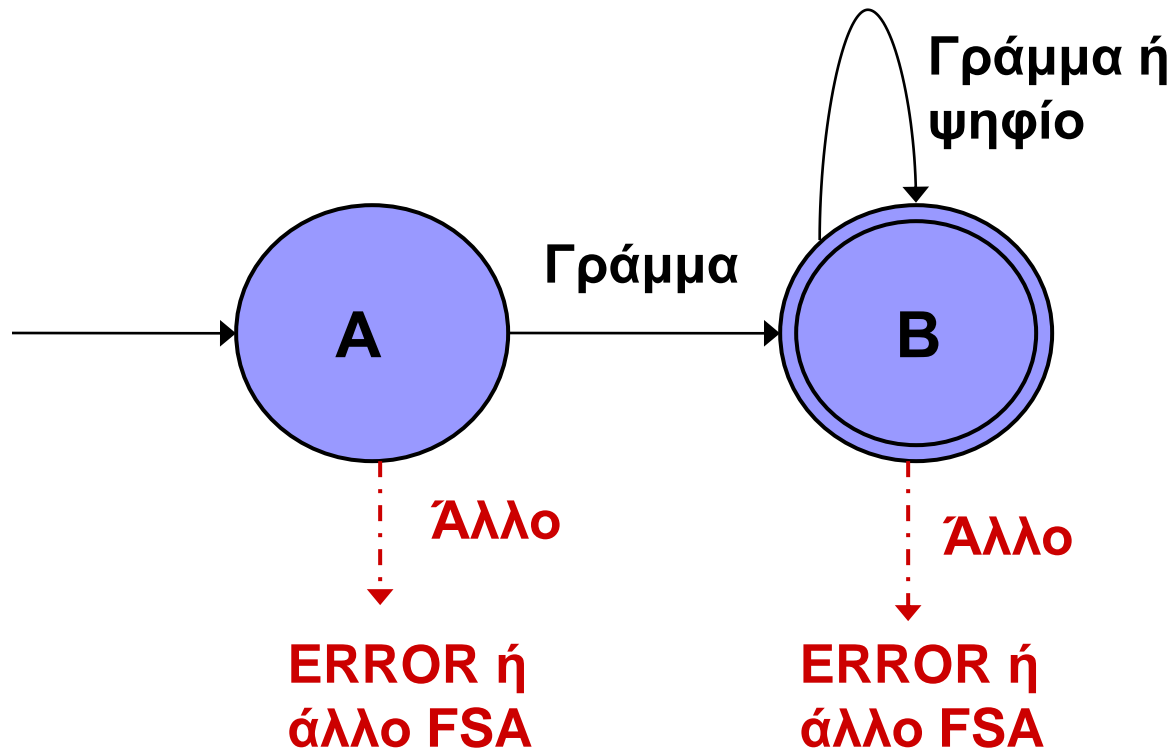 Γράμμα ή
ψηφίο
Γράμμα
A
B
Άλλο
Άλλο
ERROR ή
άλλο FSA
ERROR ή
άλλο FSA